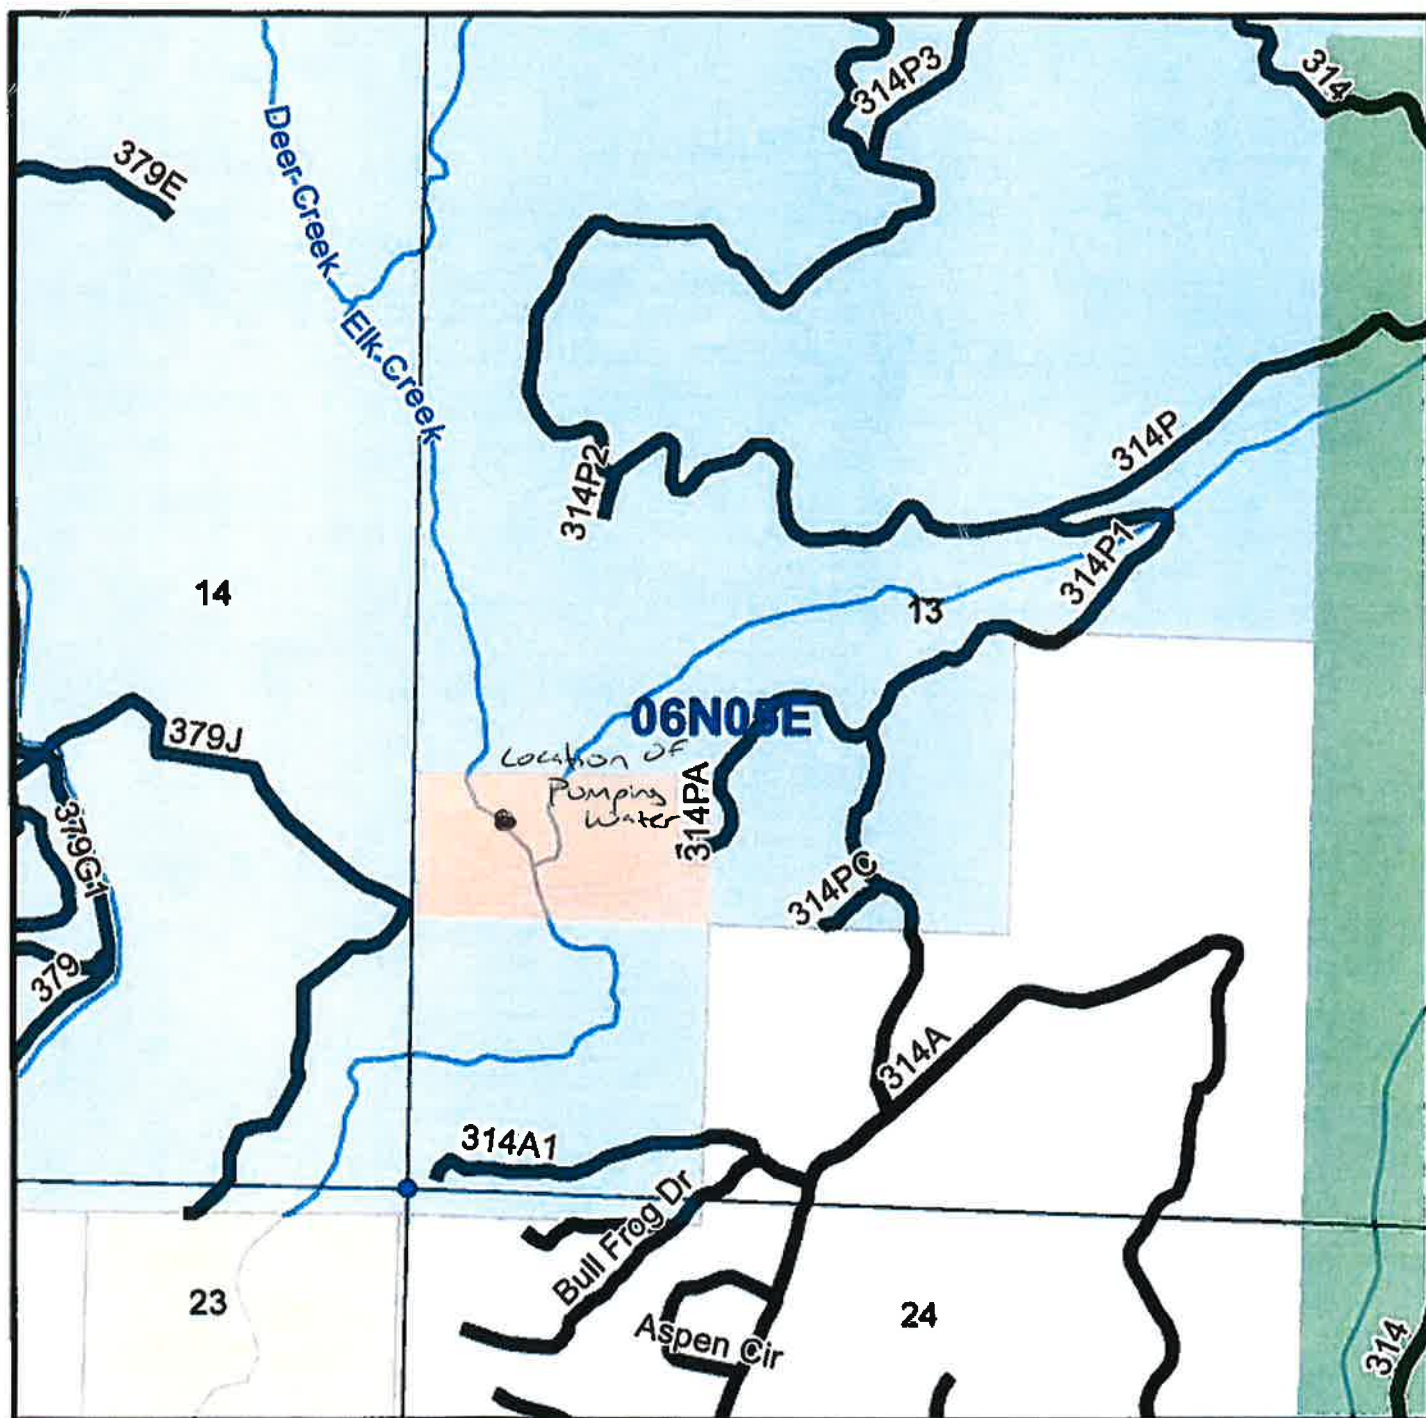 314P3
314
379E
Deer-Creek
Elk-Creek
314P
314P2
314P1
14
13
06N05E
379J
Location of
Pumping
Water
314PA
379G1
314PC
379
314A
314A1
Bull Frog Dr
23
24
Aspen Cir
314